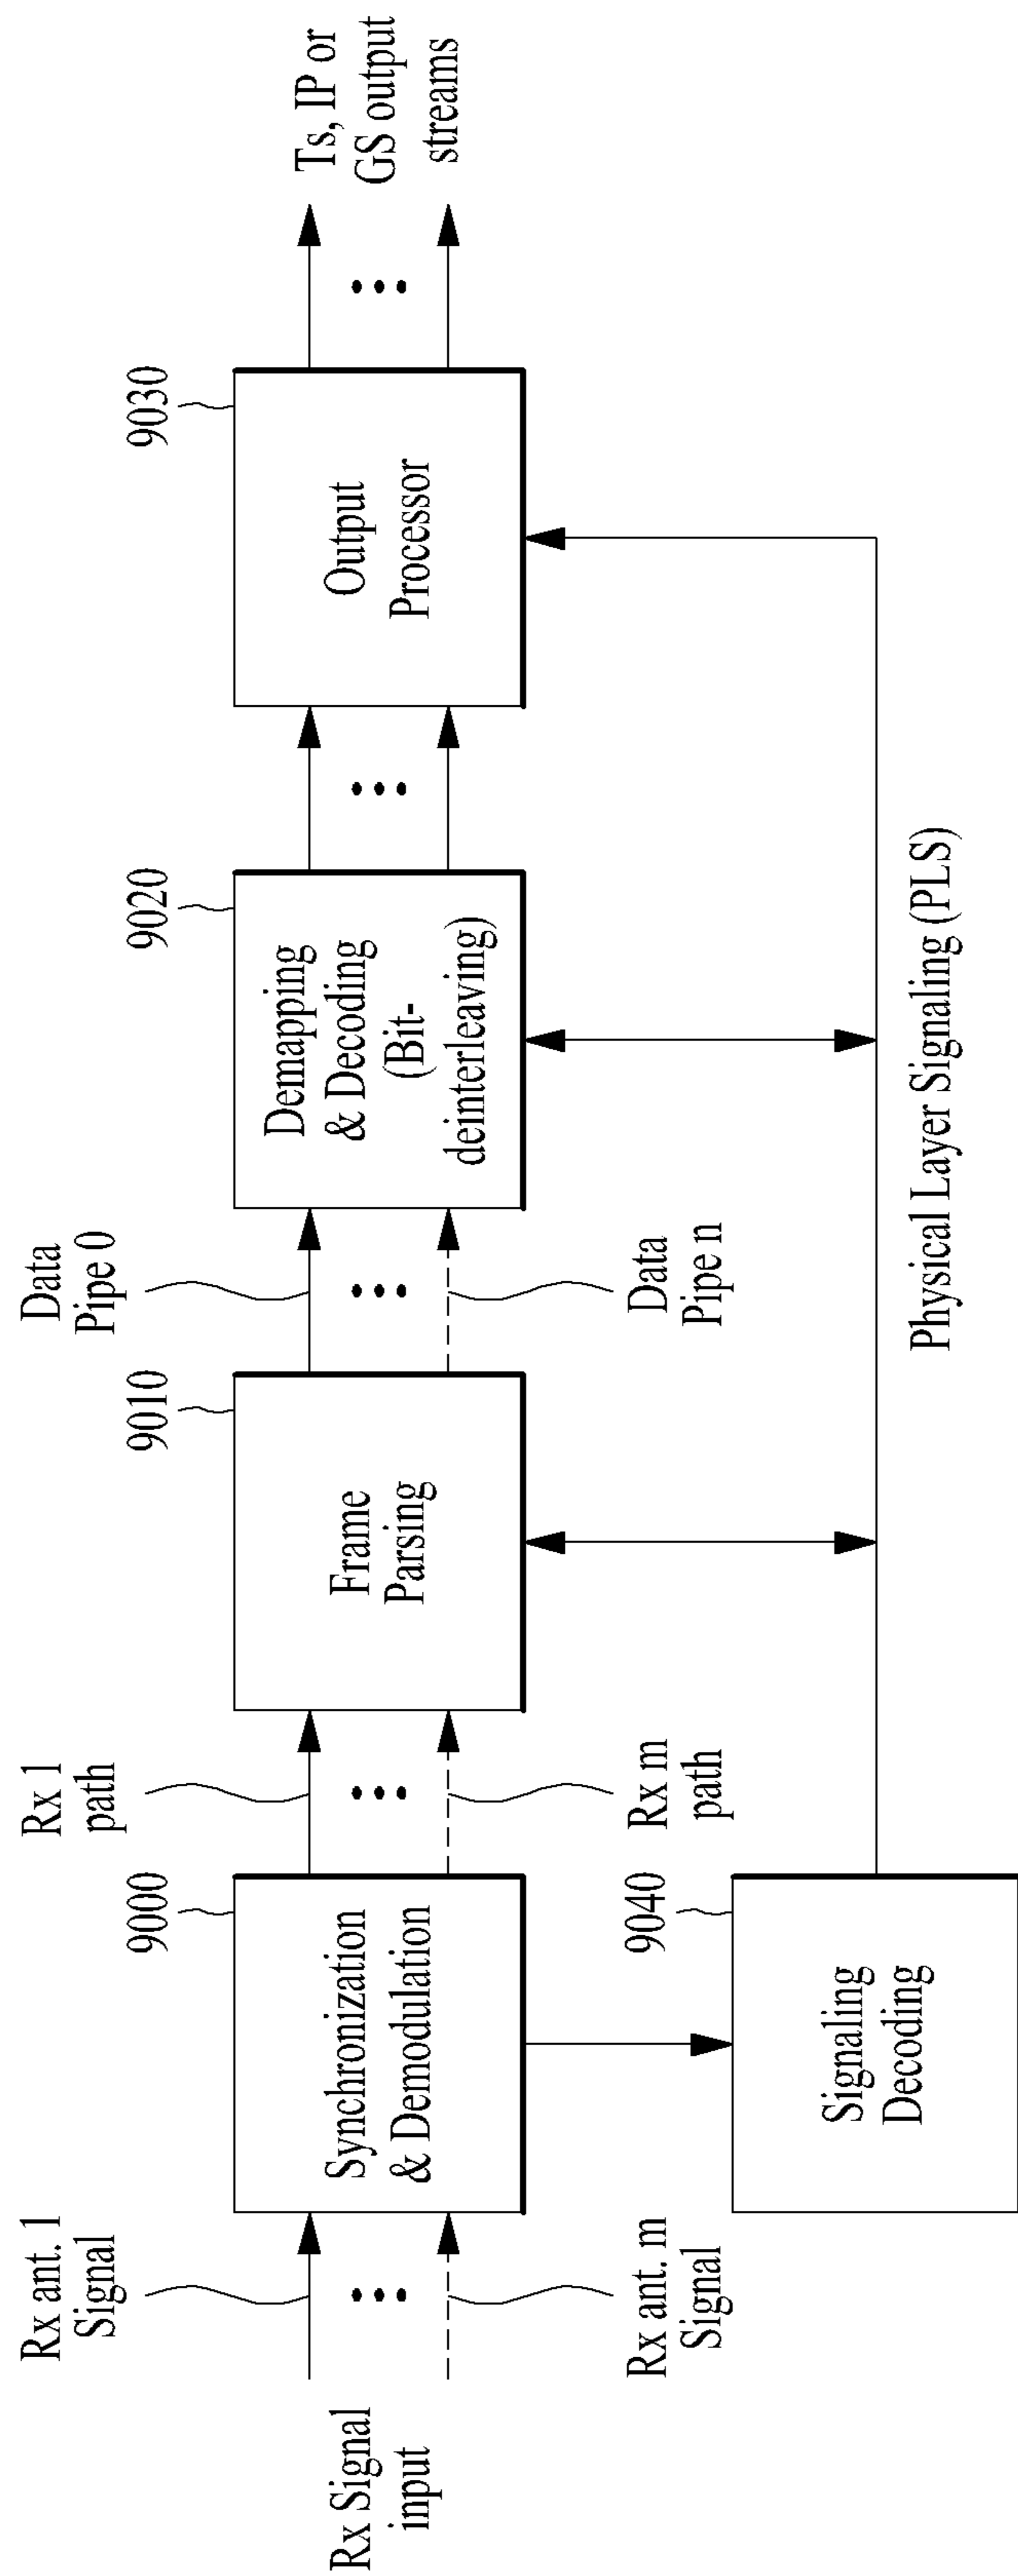 Rx Signal
input
Rx ant. 1
Signal
Rx ant. m
Signal
9000
Synchronization
& Demodulation
Rx 1
path
Rx m
path
9010
Frame
Parsing
Data
Pipe 0
Data
Pipe n
9020
Demapping
& Decoding
(Bit-
deinterleaving)
9030
Output
Processor
Ts, IP or
GS output
streams
9040
Signaling
Decoding
Physical Layer Signaling (PLS)